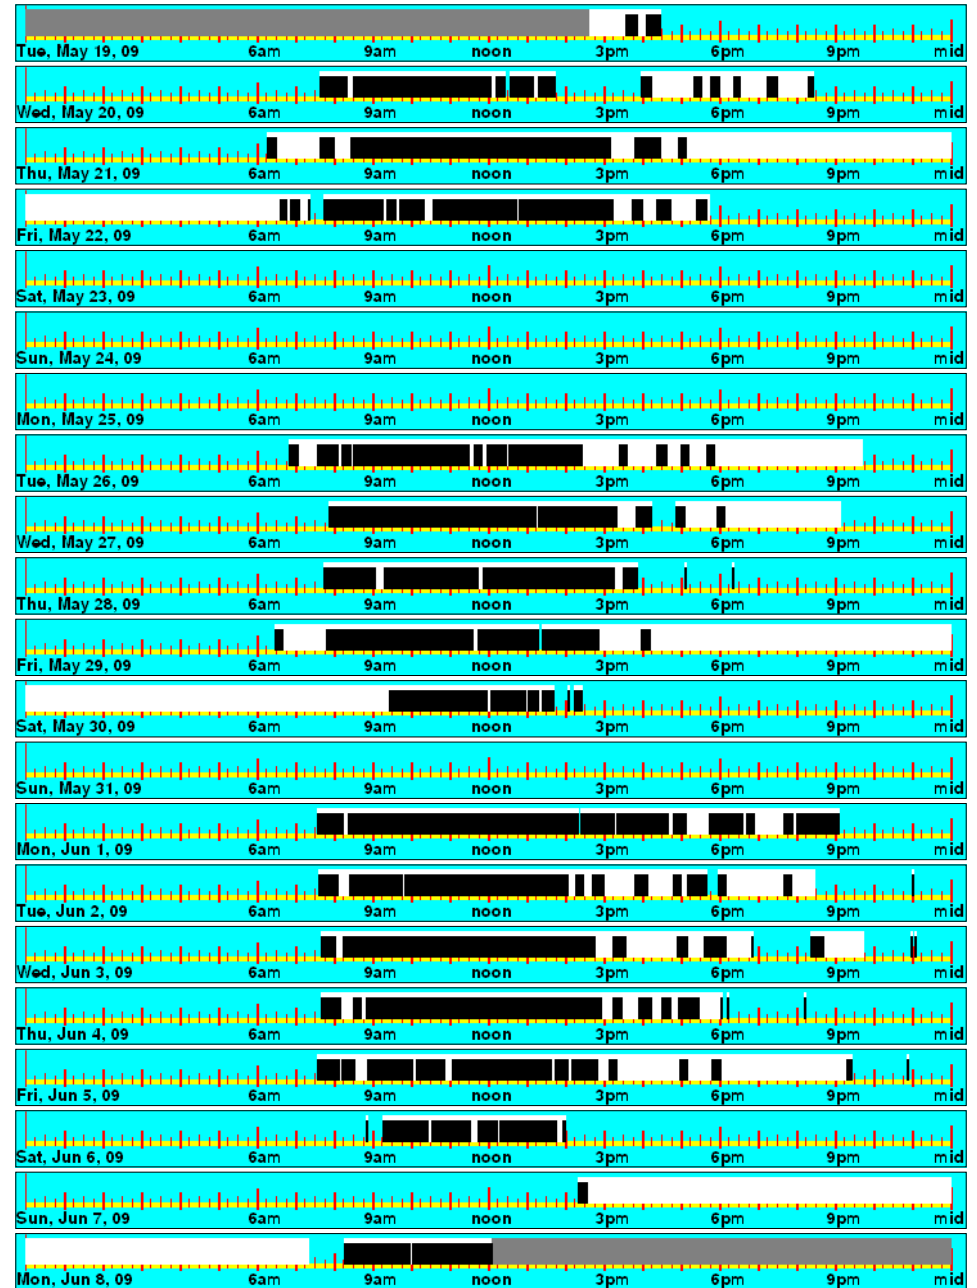 Tue, May 19, 09 6am 9am noon 3pm 6pm 9pm mid
Wed, May 20, 09 6am 9am noon 3pm 6pm 9pm mid
Thu, May 21, 09 6am 9am noon 3pm 6pm 9pm mid
Fri, May 22, 09 6am 9am noon 3pm 6pm 9pm mid
Sat, May 23, 09 6am 9am noon 3pm 6pm 9pm mid
Sun, May 24, 09 6am 9am noon 3pm 6pm 9pm mid
Mon, May 25, 09 6am 9am noon 3pm 6pm 9pm mid
Tue, May 26, 09 6am 9am noon 3pm 6pm 9pm mid
Wed, May 27, 09 6am 9am noon 3pm 6pm 9pm mid
Thu, May 28, 09 6am 9am noon 3pm 6pm 9pm mid
Fri, May 29, 09 6am 9am noon 3pm 6pm 9pm mid
Sat, May 30, 09 6am 9am noon 3pm 6pm 9pm mid
Sun, May 31, 09 6am 9am noon 3pm 6pm 9pm mid
Mon, Jun 1, 09 6am 9am noon 3pm 6pm 9pm mid
Tue, Jun 2, 09 6am 9am noon 3pm 6pm 9pm mid
Wed, Jun 3, 09 6am 9am noon 3pm 6pm 9pm mid
Thu, Jun 4, 09 6am 9am noon 3pm 6pm 9pm mid
Fri, Jun 5, 09 6am 9am noon 3pm 6pm 9pm mid
Sat, Jun 6, 09 6am 9am noon 3pm 6pm 9pm mid
Sun, Jun 7, 09 6am 9am noon 3pm 6pm 9pm mid
Mon, Jun 8, 09 6am 9am noon 3pm 6pm 9pm mid